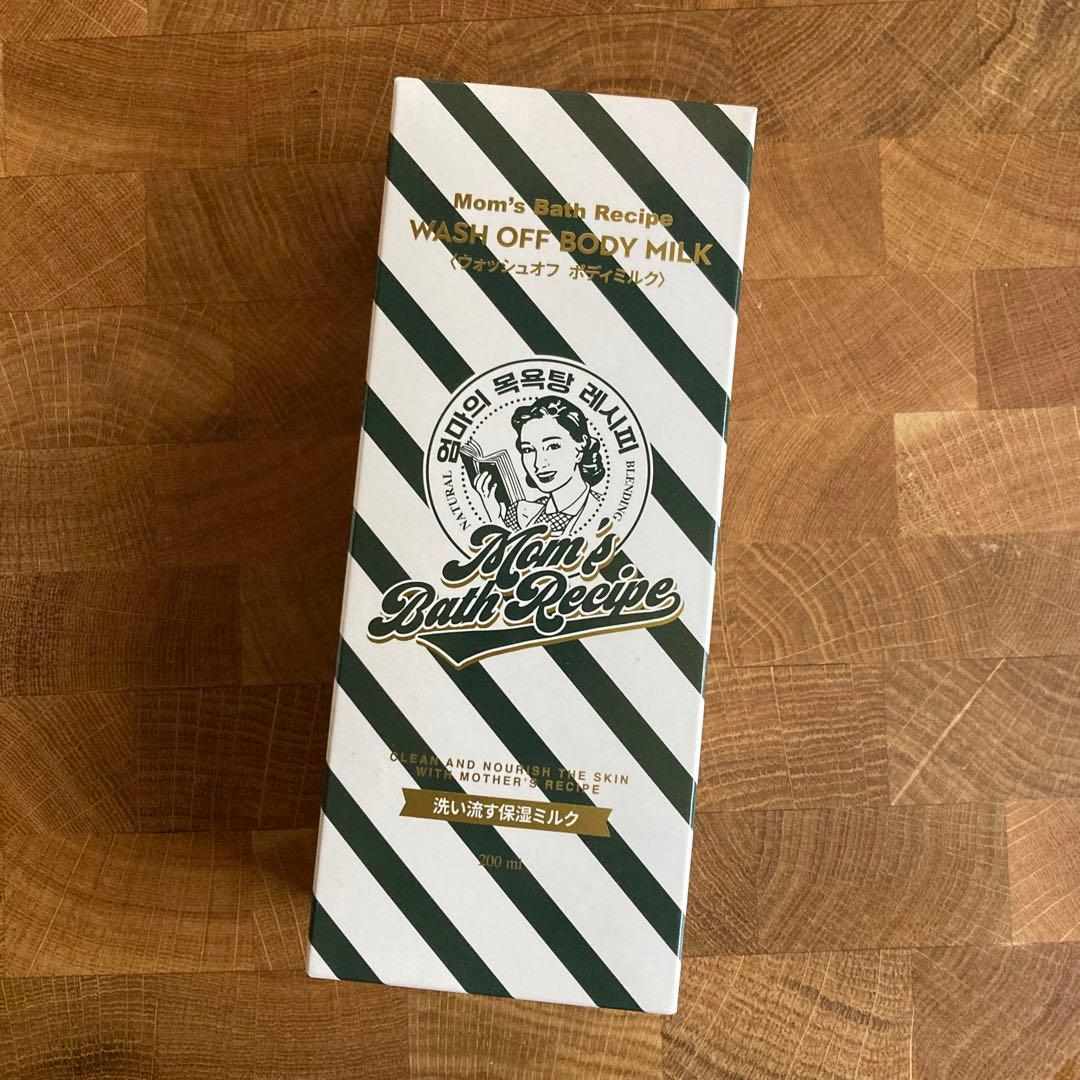 Mom's Bath Recipe
WASH OFF BODY MILK
〈ウォッシュオフ ボディミルク〉
엄마의 목욕탕 레시피
NATURAL
BLENDING
Mom's
Bath Recipe
CLEAN AND NOURISH THE SKIN
WITH MOTHER'S RECIPE
洗い流す保湿ミルク
200 ml